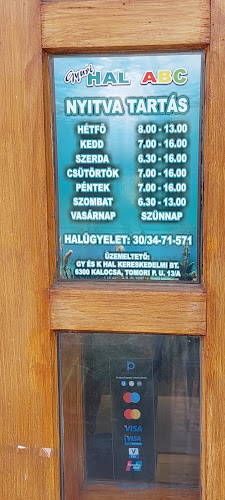 Gyusi HAL ABC
NYITVA TARTÁS
HÉTFŐ 8.00 - 13.00
KEDD 7.00 - 16.00
SZERDA 6.30 - 16.00
CSÜTÖRTÖK 7.00 - 16.00
PÉNTEK 7.00 - 16.00
SZOMBAT 6.30 - 13.00
VASÁRNAP SZÜNNAP
HALÜGYELET: 30/34-71-571
ÜZEMELTETŐ:
GY ÉS K HAL KERESKEDELMI BT.
6300 KALOCSA, TOMORI P. U. 13/A
VISA
VISA
V